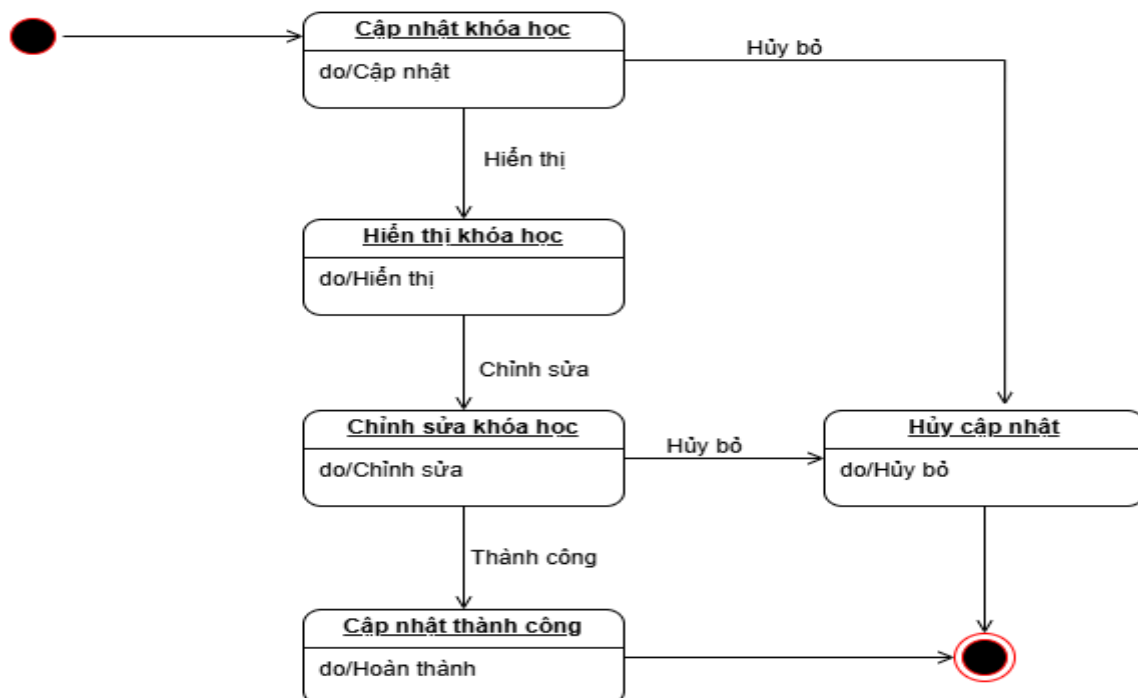 Cập nhật khóa học
do/Cập nhật
Hủy bỏ
Hiển thị
Hiển thị khóa học
do/Hiển thị
Chỉnh sửa
Chỉnh sửa khóa học
do/Chỉnh sửa
Hủy bỏ
Hủy cập nhật
do/Hủy bỏ
Thành công
Cập nhật thành công
do/Hoàn thành